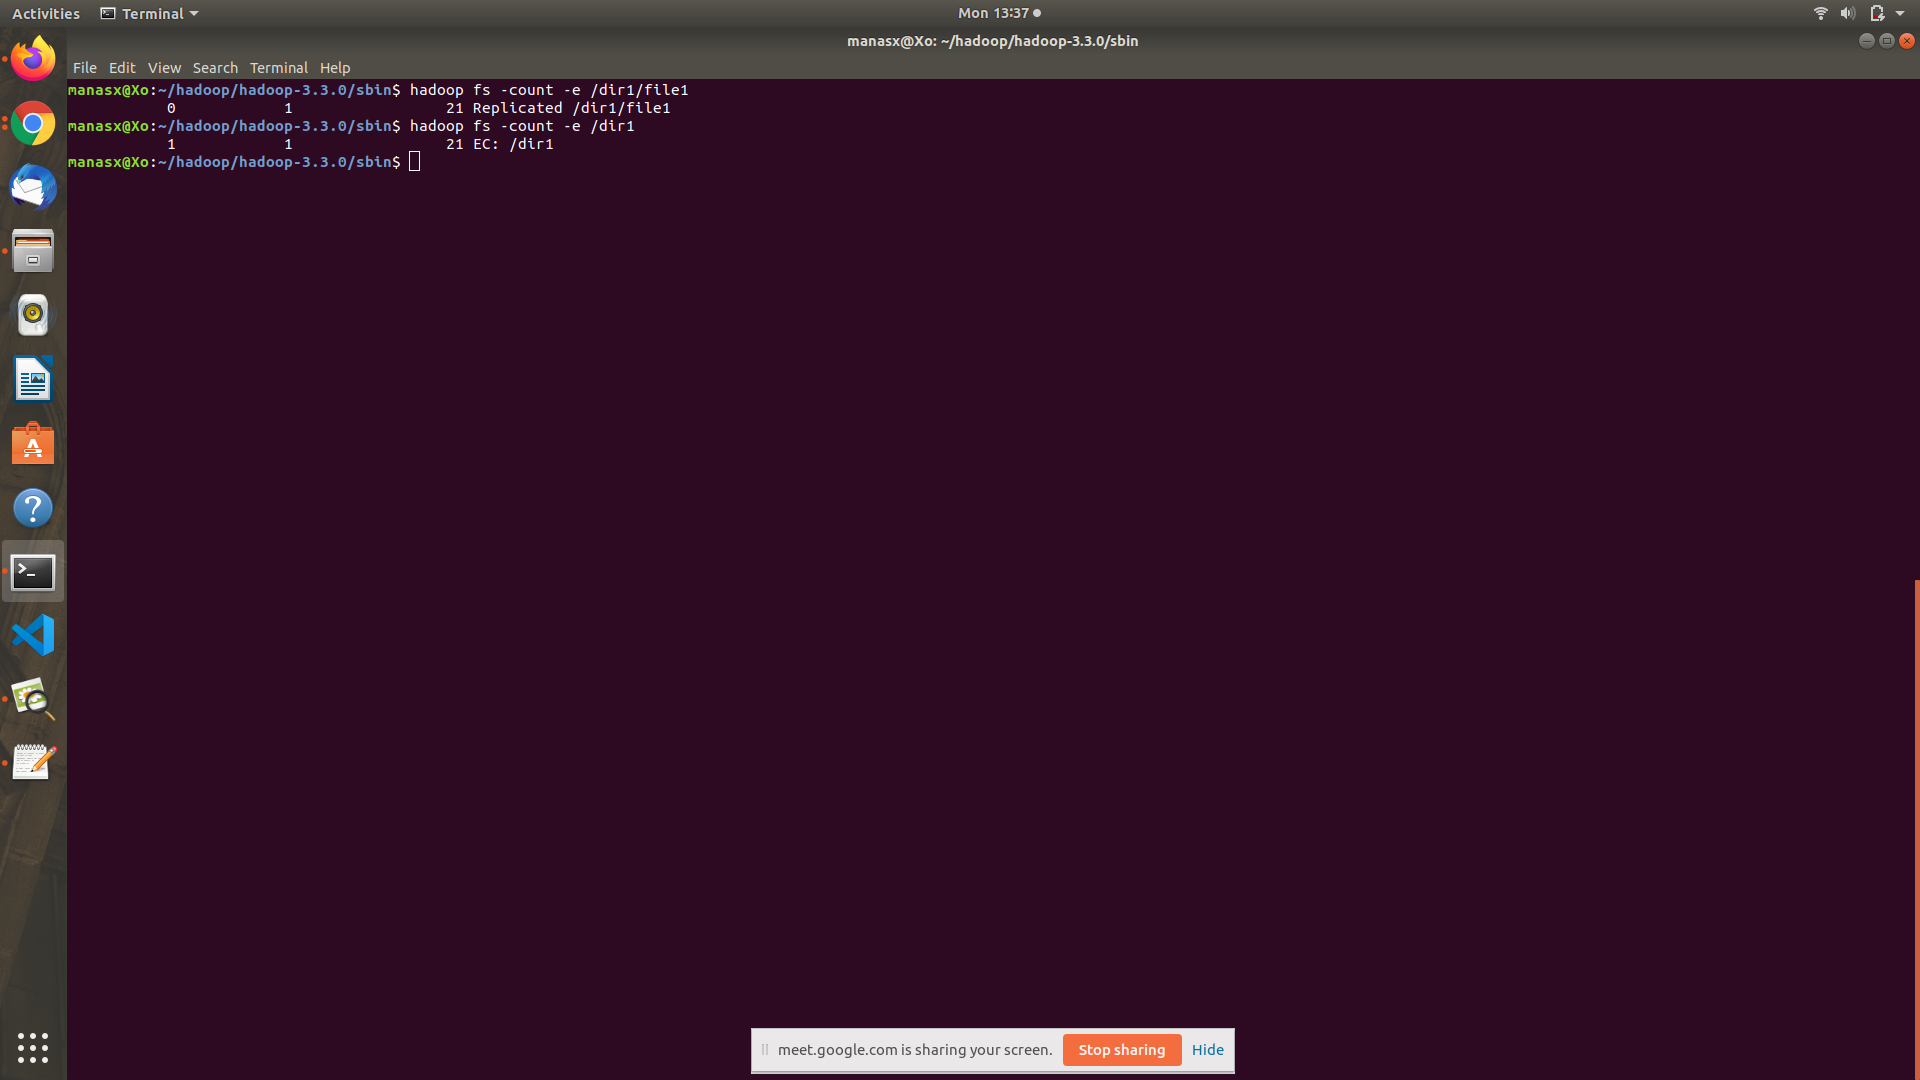 Activities Terminal Mon 13:37
manasx@Xo: ~/hadoop/hadoop-3.3.0/sbin
File Edit View Search Terminal Help
manasx@Xo:~/hadoop/hadoop-3.3.0/sbin$ hadoop fs -count -e /dir1/file1
0 1 21 Replicated /dir1/file1
manasx@Xo:~/hadoop/hadoop-3.3.0/sbin$ hadoop fs -count -e /dir1
1 1 21 EC: /dir1
manasx@Xo:~/hadoop/hadoop-3.3.0/sbin$
meet.google.com is sharing your screen. Stop sharing Hide